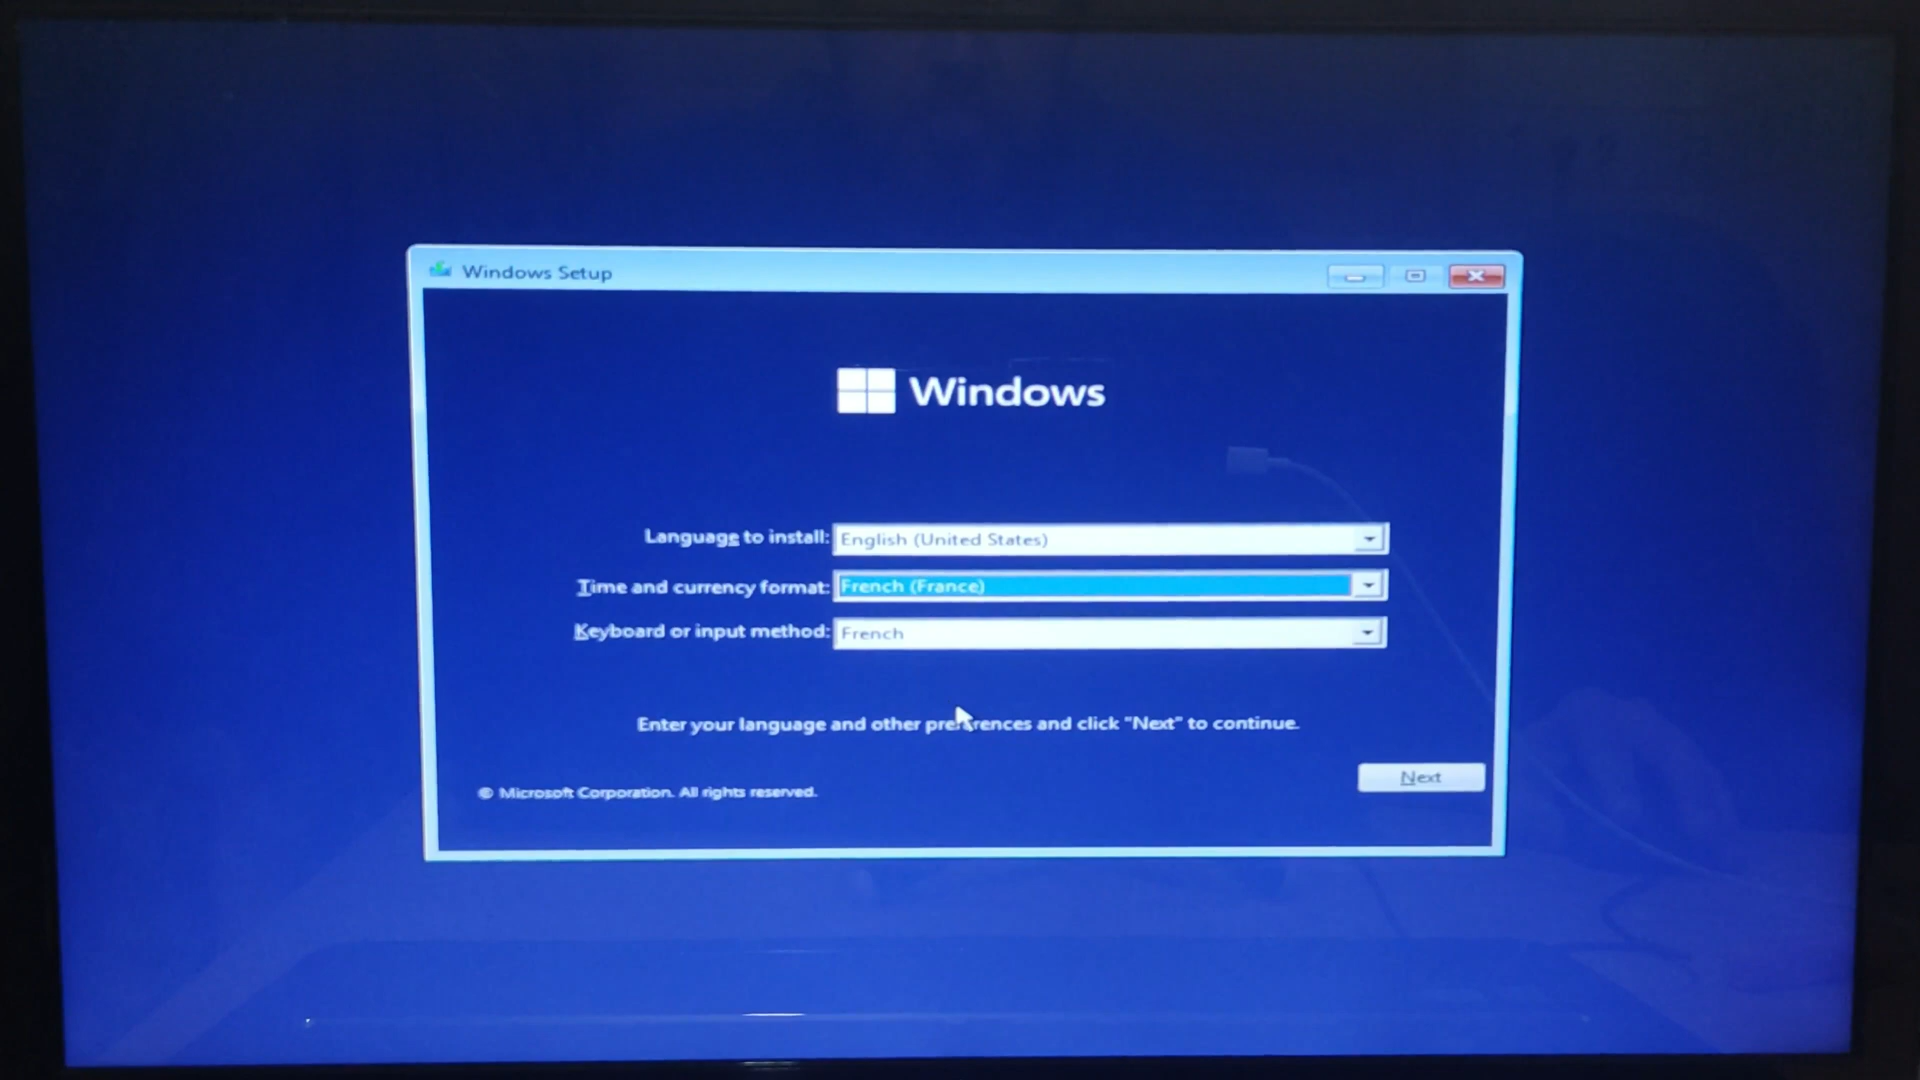 Windows Setup
Windows
Language to install: English (United States)
Time and currency format: French (France)
Keyboard or input method: French
Enter your language and other preferences and click "Next" to continue.
Next
© Microsoft Corporation. All rights reserved.